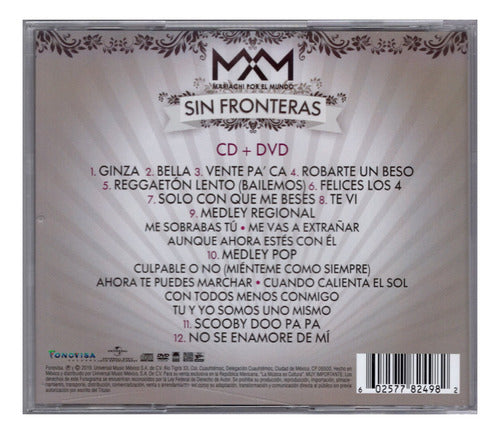 MXM
MARIACHI POR EL MUNDO
SIN FRONTERAS
CD + DVD
1. GINZA 2. BELLA 3. VENTE PA' CA 4. ROBARTE UN BESO
5. REGGAETÓN LENTO (BAILEMOS) 6. FELICES LOS 4
7. SOLO CON QUE ME BESES 8. TE VI
9. MEDLEY REGIONAL
ME SOBRABAS TÚ • ME VAS A EXTRAÑAR
AUNQUE AHORA ESTÉS CON ÉL
10. MEDLEY POP
CULPABLE O NO (MIÉNTEME COMO SIEMPRE)
AHORA TE PUEDES MARCHAR • CUANDO CALIENTA EL SOL
CON TODOS MENOS CONMIGO
TU Y YO SOMOS UNO MISMO
11. SCOOBY DOO PA PA
12. NO SE ENAMORE DE MÍ
FONOVISA
UNIVERSAL
DVD
6 02577 82498 2